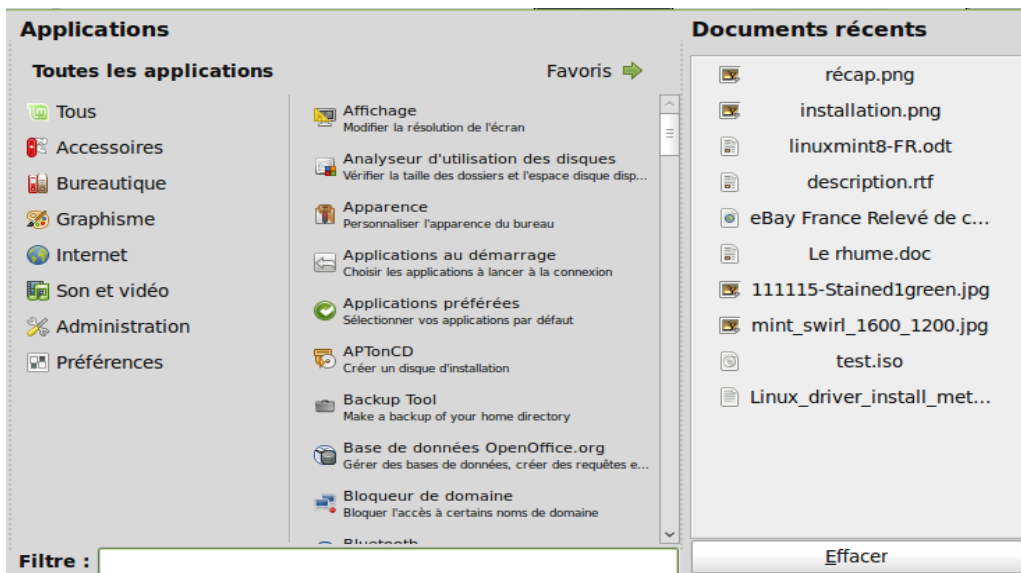 Applications
Toutes les applications
Favoris
Tous
Accessoires
Bureautique
Graphisme
Internet
Son et vidéo
Administration
Préférences
Affichage
Modifier la résolution de l'écran
Analyseur d'utilisation des disques
Vérifier la taille des dossiers et l'espace disque disp...
Apparence
Personnaliser l'apparence du bureau
Applications au démarrage
Choisir les applications à lancer à la connexion
Applications préférées
Sélectionner vos applications par défaut
APTonCD
Créer un disque d'installation
Backup Tool
Make a backup of your home directory
Base de données OpenOffice.org
Gérer des bases de données, créer des requêtes e...
Bloqueur de domaine
Bloquer l'accès à certains noms de domaine
Bluetooth
Filtre :
Documents récents
récap.png
installation.png
linuxmint8-FR.odt
description.rtf
eBay France Relevé de c...
Le rhume.doc
111115-Stained1green.jpg
mint_swirl_1600_1200.jpg
test.iso
Linux_driver_install_met...
Effacer